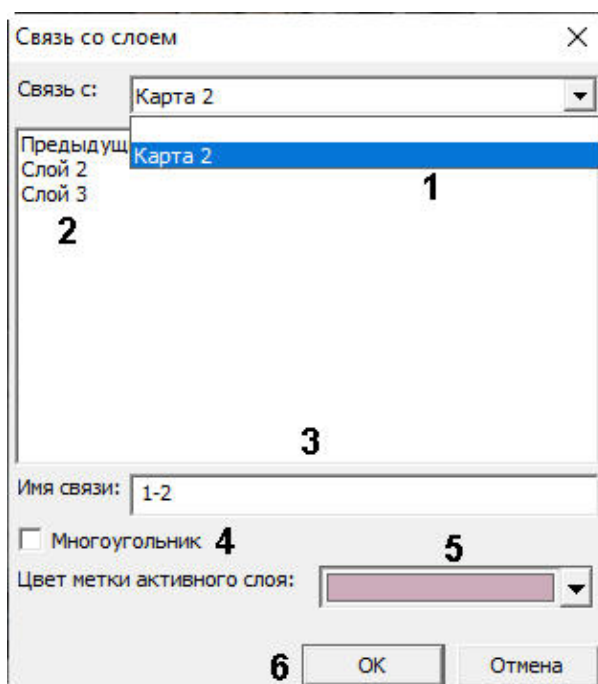 Связь со слоем
Связь с: Карта 2
Предыдущ Карта 2
1
Слой 2
Слой 3
2
3
Имя связи: 1-2
Многоугольник 4
5
Цвет метки активного слоя:
6 OK Отмена